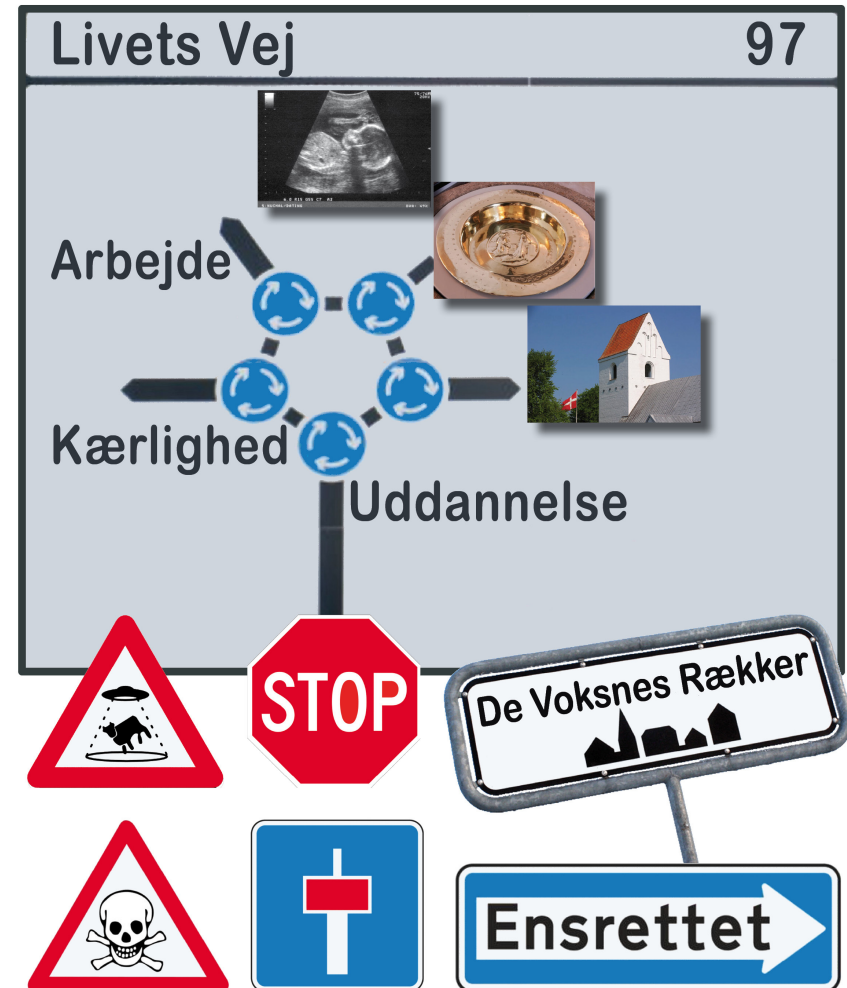 Livets Vej 97
Arbejde
Kærlighed
Uddannelse
STOP
De Voksnes Rækker
Ensrettet